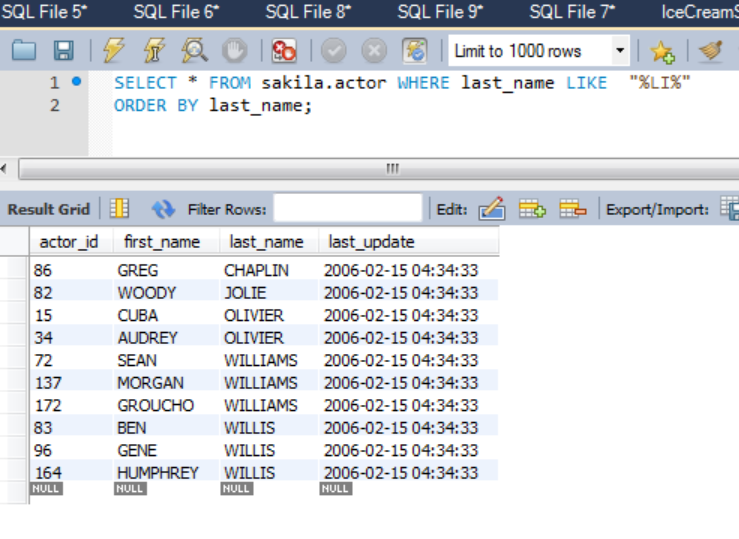 SQL File 5* SQL File 6* SQL File 8* SQL File 9* SQL File 7* IceCreamS
Limit to 1000 rows
1 SELECT * FROM sakila.actor WHERE last_name LIKE "%LI%"
2 ORDER BY last_name;
Result Grid Filter Rows: Edit: Export/Import:
actor_id first_name last_name last_update
86 GREG CHAPLIN 2006-02-15 04:34:33
82 WOODY JOLIE 2006-02-15 04:34:33
15 CUBA OLIVIER 2006-02-15 04:34:33
34 AUDREY OLIVIER 2006-02-15 04:34:33
72 SEAN WILLIAMS 2006-02-15 04:34:33
137 MORGAN WILLIAMS 2006-02-15 04:34:33
172 GROUCHO WILLIAMS 2006-02-15 04:34:33
83 BEN WILLIS 2006-02-15 04:34:33
96 GENE WILLIS 2006-02-15 04:34:33
164 HUMPHREY WILLIS 2006-02-15 04:34:33
NULL NULL NULL NULL